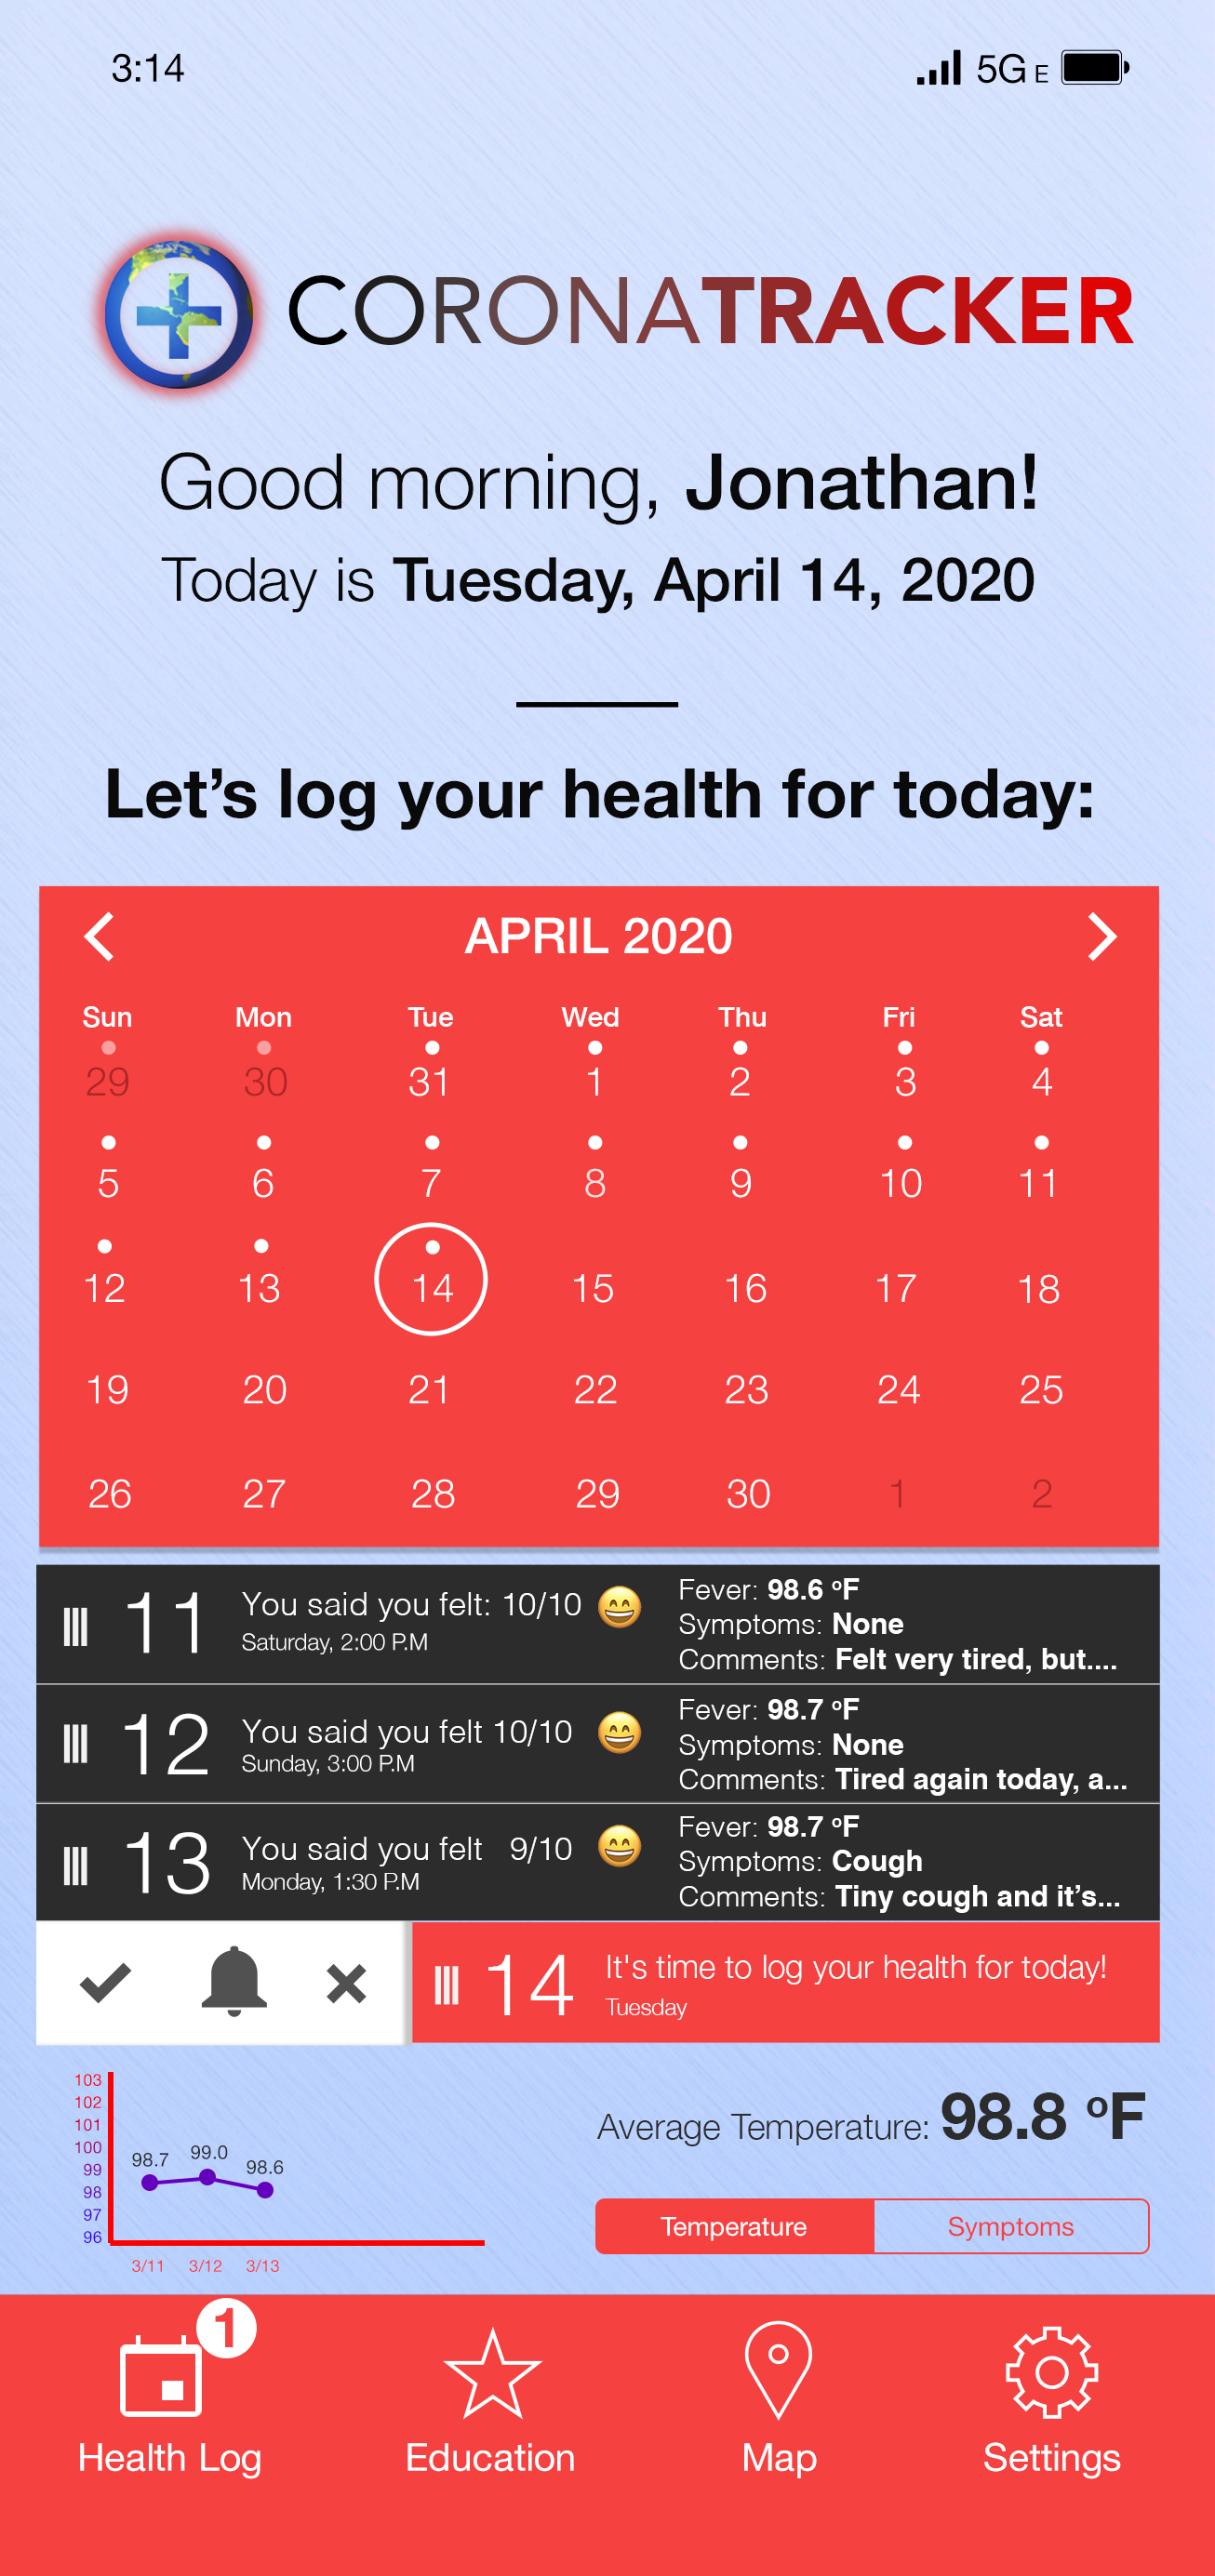 3:14
5G E
CORONATRACKER
Good morning, Jonathan!
Today is Tuesday, April 14, 2020
Let's log your health for today:
APRIL 2020
Sun Mon Tue Wed Thu Fri Sat
29 30 31 1 2 3 4
5 6 7 8 9 10 11
12 13 14 15 16 17 18
19 20 21 22 23 24 25
26 27 28 29 30 1 2
11
You said you felt: 10/10
Saturday, 2:00 P.M
Fever: 98.6 ºF
Symptoms: None
Comments: Felt very tired, but....
12
You said you felt 10/10
Sunday, 3:00 P.M
Fever: 98.7 ºF
Symptoms: None
Comments: Tired again today, a...
13
You said you felt 9/10
Monday, 1:30 P.M
Fever: 98.7 ºF
Symptoms: Cough
Comments: Tiny cough and it's...
14
It's time to log your health for today!
Tuesday
103
102
101
100
99
98
97
96
98.7 99.0 98.6
3/11 3/12 3/13
Average Temperature: 98.8 ºF
Temperature Symptoms
1
Health Log Education Map Settings